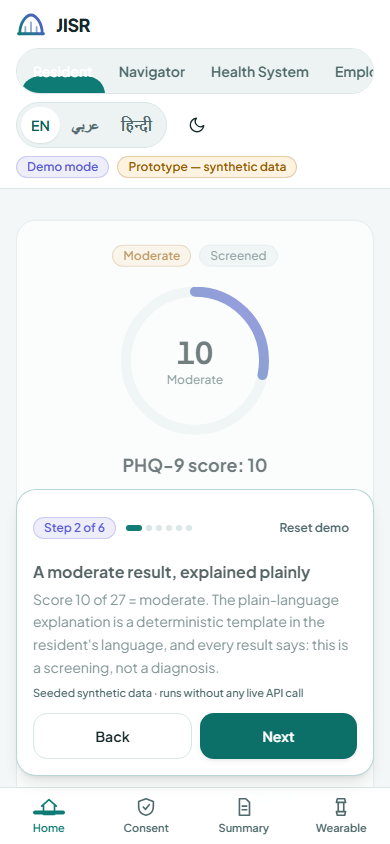 JISR
Resident Navigator Health System Emplo
EN عربي हिन्दी
Demo mode Prototype — synthetic data
Moderate Screened
10
Moderate
PHQ-9 score: 10
Step 2 of 6 Reset demo
A moderate result, explained plainly
Score 10 of 27 = moderate. The plain-language
explanation is a deterministic template in the
resident's language, and every result says: this is
a screening, not a diagnosis.
Seeded synthetic data · runs without any live API call
Back Next
Home Consent Summary Wearable